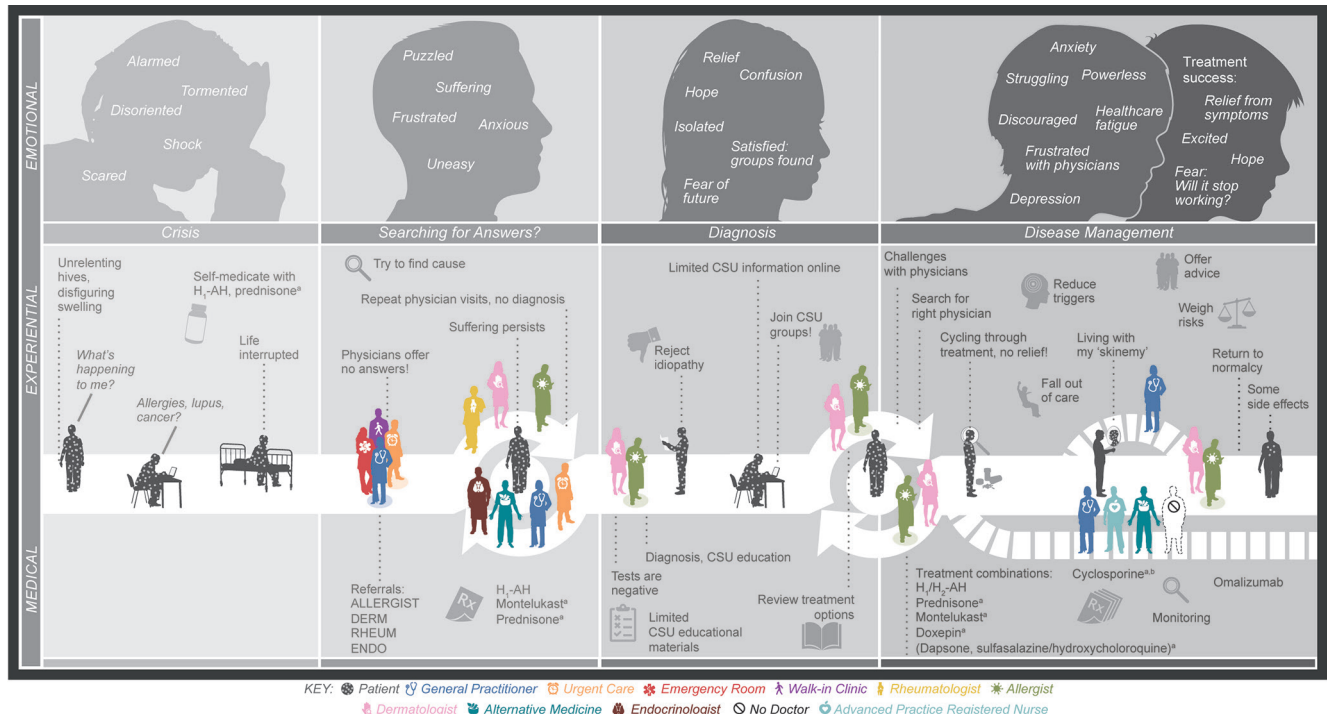 EMOTIONAL
Alarmed
Tormented
Disoriented
Shock
Scared
Puzzled
Suffering
Frustrated
Anxious
Uneasy
Relief
Confusion
Hope
Isolated
Satisfied:
groups found
Fear of
future
Anxiety
Struggling
Powerless
Discouraged
Healthcare
fatigue
Frustrated
with physicians
Depression
Treatment
success:
Relief from
symptoms
Excited
Hope
Fear:
Will it stop
working?
Crisis
Searching for Answers?
Diagnosis
Disease Management
EXPERIENTIAL
Unrelenting
hives,
disfiguring
swelling
Self-medicate with
H₁-AH, prednisoneᵃ
What's
happening
to me?
Allergies, lupus,
cancer?
Life
interrupted
Try to find cause
Repeat physician visits, no diagnosis
Suffering persists
Physicians offer
no answers!
Limited CSU information online
Reject
idiopathy
Join CSU
groups!
Challenges
with physicians
Search for
right physician
Cycling through
treatment, no relief!
Reduce
triggers
Fall out
of care
Living with
my ‘skinemy’
Offer
advice
Weigh
risks
Return to
normalcy
Some
side effects
MEDICAL
Referrals:
ALLERGIST
DERM
RHEUM
ENDO
Rx
H₁-AH
Montelukastᵃ
Prednisoneᵃ
Tests are
negative
Diagnosis, CSU education
Limited
CSU educational
materials
Review treatment
options
Treatment combinations:
H₁/H₂-AH
Prednisoneᵃ
Montelukastᵃ
Doxepinᵃ
(Dapsone, sulfasalazine/hydroxycholoroquine)ᵃ
Cyclosporineᵃ,ᵇ
Rx
Monitoring
Omalizumab
KEY: Patient General Practitioner Urgent Care Emergency Room Walk-in Clinic Rheumatologist Allergist
Dermatologist Alternative Medicine Endocrinologist No Doctor Advanced Practice Registered Nurse